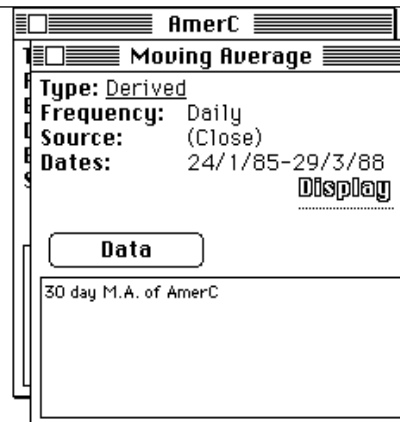 AmerC
Moving Average
Type: Derived
Frequency: Daily
Source: (Close)
Dates: 24/1/85-29/3/88
Display
Data
30 day M.A. of AmerC